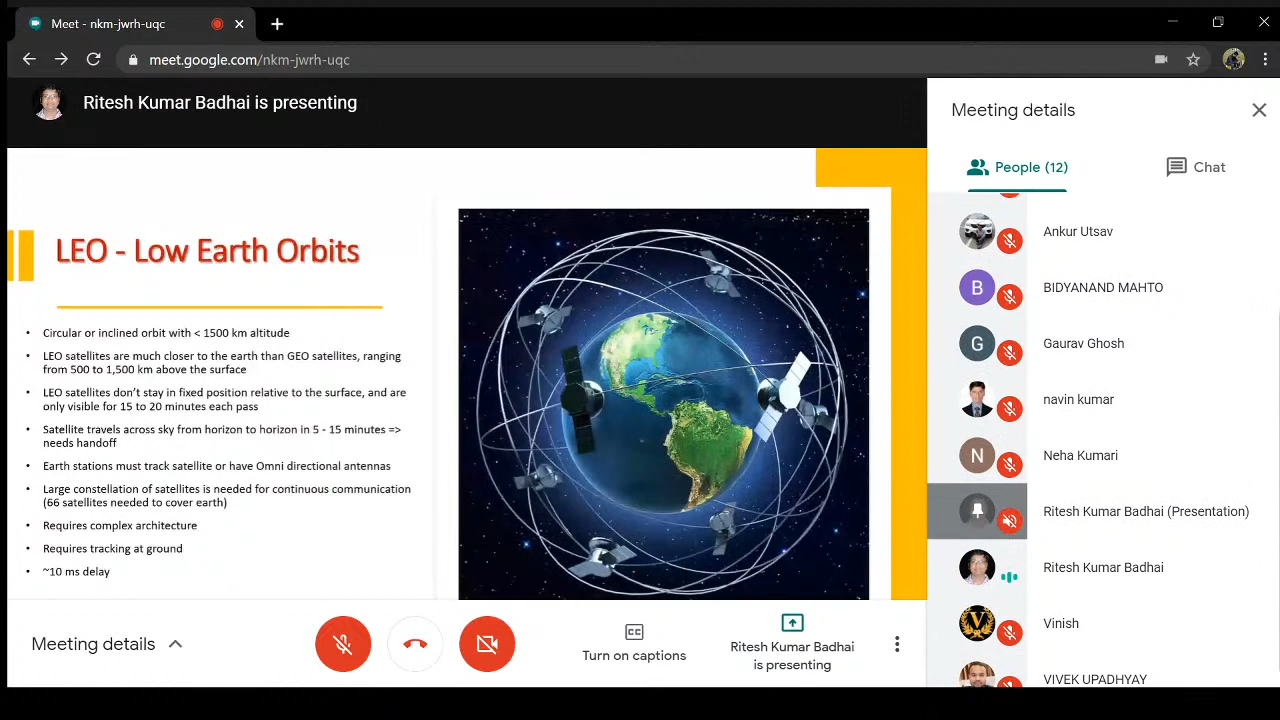 Meet - nkm-jwrh-uqc
meet.google.com/nkm-jwrh-uqc
Ritesh Kumar Badhai is presenting
LEO - Low Earth Orbits
• Circular or inclined orbit with < 1500 km altitude
• LEO satellites are much closer to the earth than GEO satellites, ranging
from 500 to 1,500 km above the surface
• LEO satellites don’t stay in fixed position relative to the surface, and are
only visible for 15 to 20 minutes each pass
• Satellite travels across sky from horizon to horizon in 5 - 15 minutes =>
needs handoff
• Earth stations must track satellite or have Omni directional antennas
• Large constellation of satellites is needed for continuous communication
(66 satellites needed to cover earth)
• Requires complex architecture
• Requires tracking at ground
• ~10 ms delay
Meeting details
CC
Turn on captions
Ritesh Kumar Badhai
is presenting
Meeting details
People (12)
Chat
Ankur Utsav
B
BIDYANAND MAHTO
G
Gaurav Ghosh
navin kumar
N
Neha Kumari
Ritesh Kumar Badhai (Presentation)
Ritesh Kumar Badhai
V
Vinish
VIVEK UPADHYAY